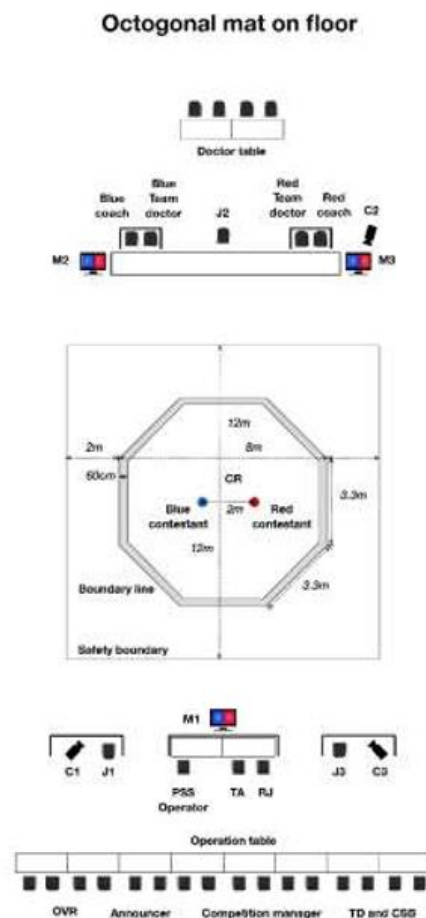 Octogonal mat on floor
Doctor table
Blue coach
Blue Team doctor
J2
Red Team doctor
Red coach
C2
M2
M3
12m
2m
8m
60cm
CR
3.3m
Blue contestant
2m
Red contestant
12m
3.3m
Boundary line
Safety boundary
M1
C1
J1
PSS Operator
TA
RJ
J3
C3
Operation table
OVR
Announcer
Competition manager
TD and CSB